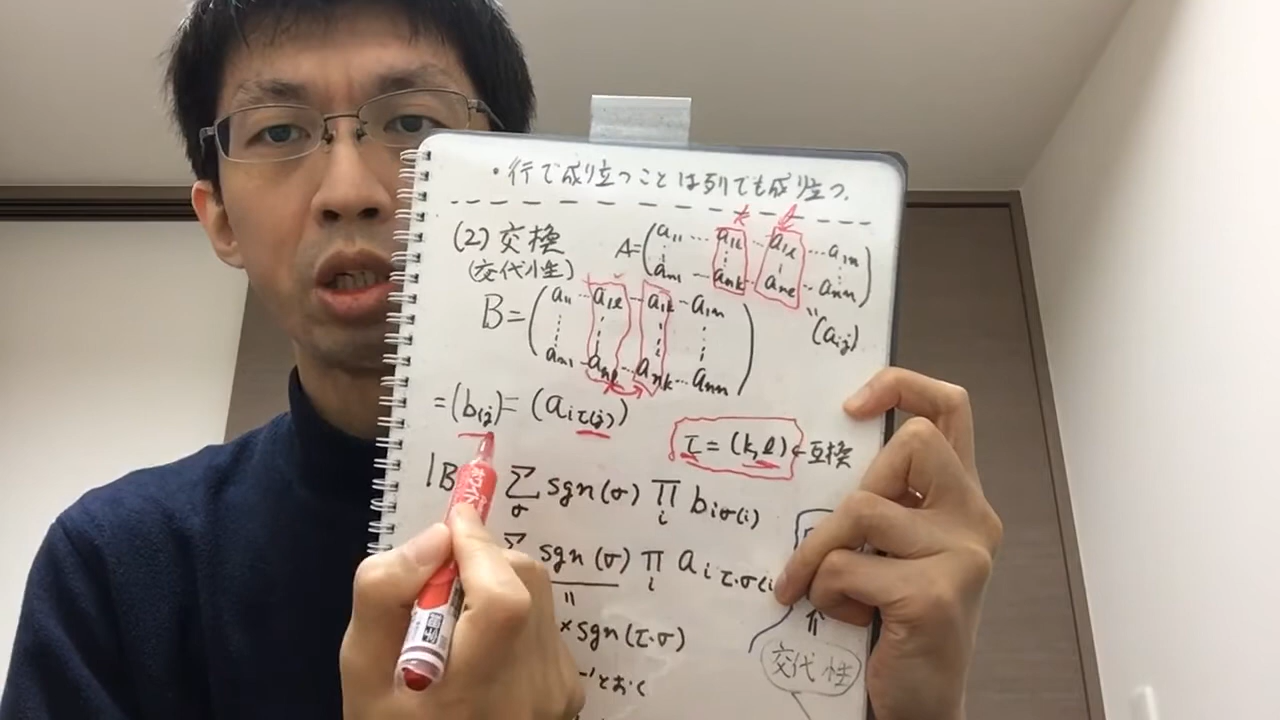 ・行で成り立つことは列でも成り立つ.
(2) 交換
(交代性)
k l
A = ( a11 … a1k … a1l … a1n
an1 … ank … anl … ann )
" (aij)
B = ( a11 … a1l … a1k … a1n
an1 … anl … ank … ann )
= (bij) = (aiτ(j))
τ = (k, l) ← 互換
|B Σσ sgn(σ) Πi biσ(i)
Σ sgn(σ) Πi ai τ・σ(i
=
× sgn(τ・σ)
とおく
交代性